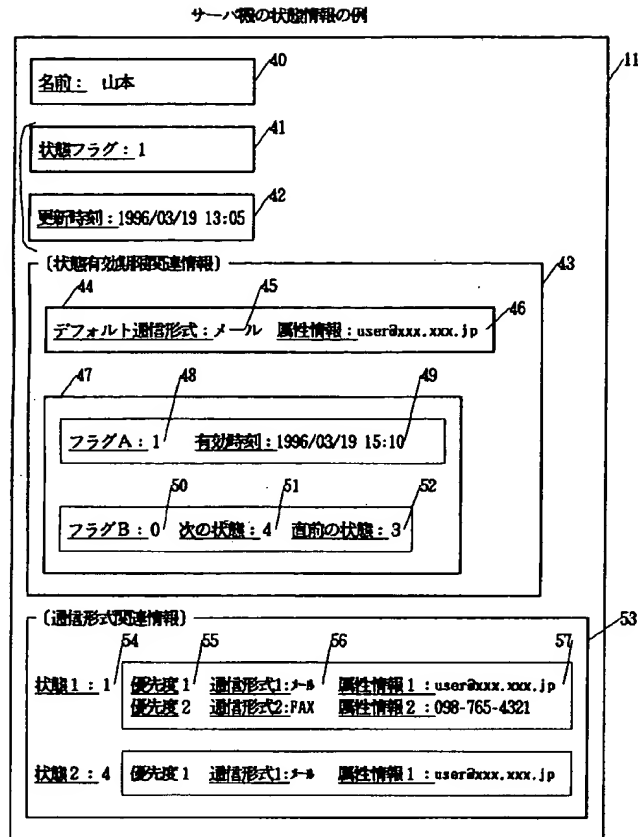 サーバ機の状態情報の例
11
40
名前： 山本
41
状態フラグ：1
42
更新時刻：1996/03/19 13:05
〔状態有効期限関連情報〕
43
44 45 46
デフォルト通信形式：メール 属性情報：user@xxx.xxx.jp
47 48 49
フラグA：1 有効時刻：1996/03/19 15:10
50 51 52
フラグB：0 次の状態：4 直前の状態：3
〔通信形式関連情報〕
53
54 55 56 57
状態1：1 優先度1 通信形式1:メール 属性情報1：user@xxx.xxx.jp
優先度2 通信形式2:FAX 属性情報2：098-765-4321
状態2：4 優先度1 通信形式1:メール 属性情報1：user@xxx.xxx.jp